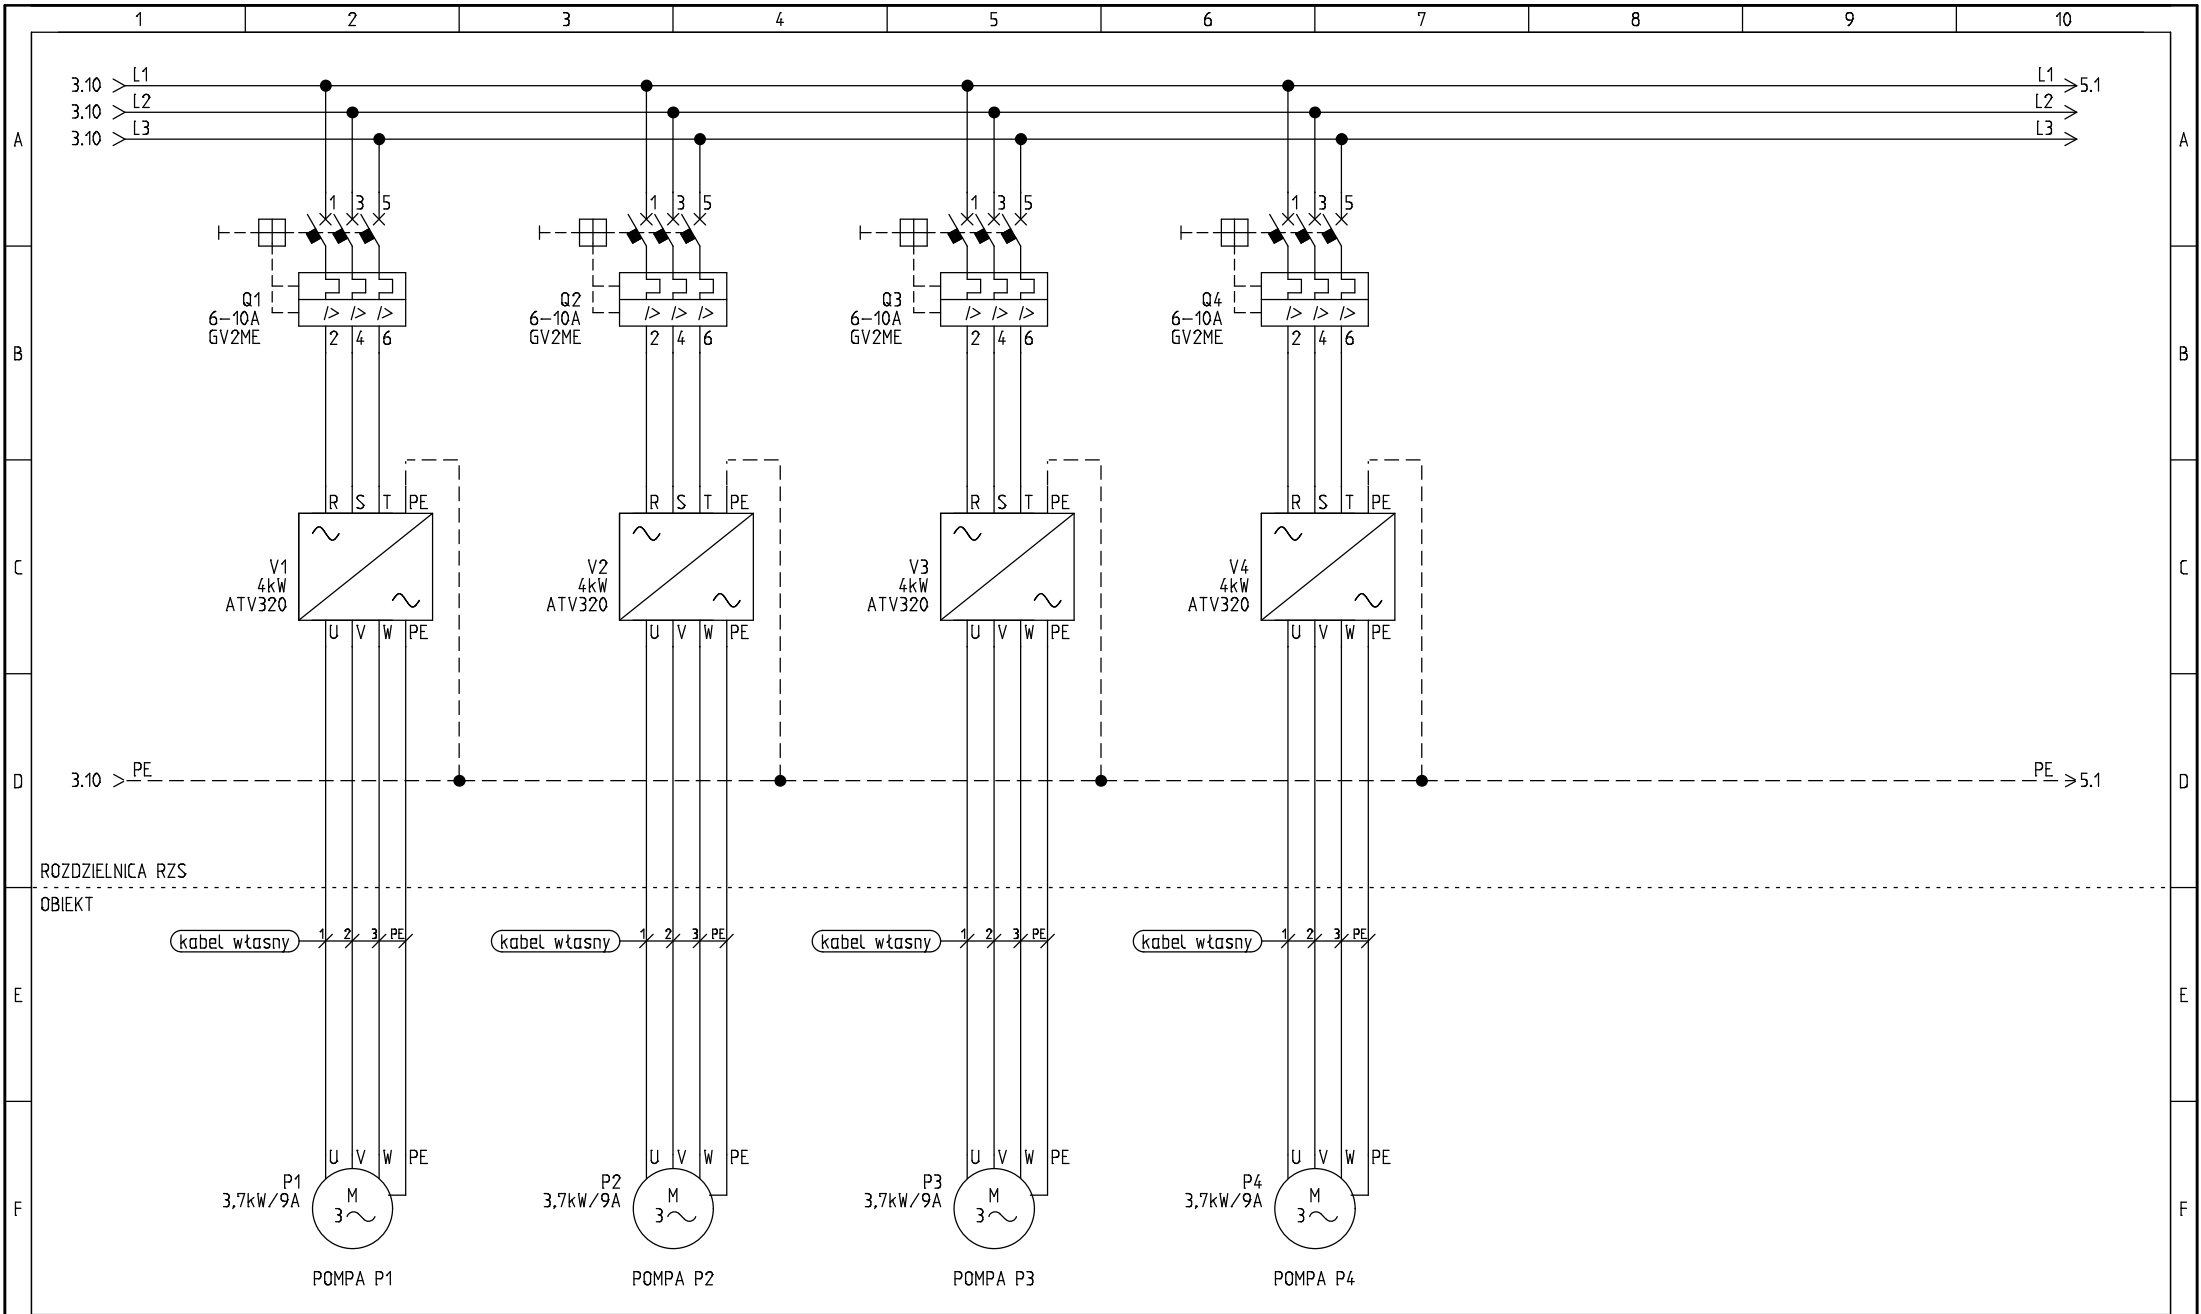 1 2 3 4 5 6 7 8 9 10
3.10 L1 L1 5.1
3.10 L2 L2
3.10 L3 L3
A A
1 3 5 1 3 5 1 3 5 1 3 5
Q1 Q2 Q3 Q4
6-10A I> I> I> 6-10A I> I> I> 6-10A I> I> I> 6-10A I> I> I>
GV2ME 2 4 6 GV2ME 2 4 6 GV2ME 2 4 6 GV2ME 2 4 6
B B
R S T PE R S T PE R S T PE R S T PE
C V1 V2 V3 V4 C
4kW 4kW 4kW 4kW
ATV320 ATV320 ATV320 ATV320
U V W PE U V W PE U V W PE U V W PE
PE PE
D 3.10 5.1 D
ROZDZIELNICA RZS
OBIEKT
kabel własny 1 2 3 PE kabel własny 1 2 3 PE kabel własny 1 2 3 PE kabel własny 1 2 3 PE
E E
U V W PE U V W PE U V W PE U V W PE
P1 P2 P3 P4
3,7kW/9A M 3,7kW/9A M 3,7kW/9A M 3,7kW/9A M
F 3 3 3 3 F
POMPA P1 POMPA P2 POMPA P3 POMPA P4